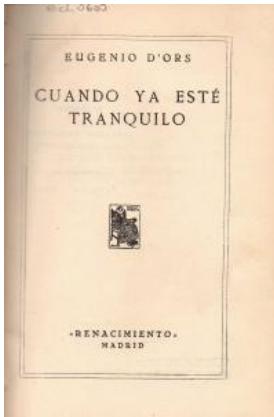 EUGENIO D'ORS
CUANDO YA ESTÉ
TRANQUILO
«RENACIMIENTO»
MADRID